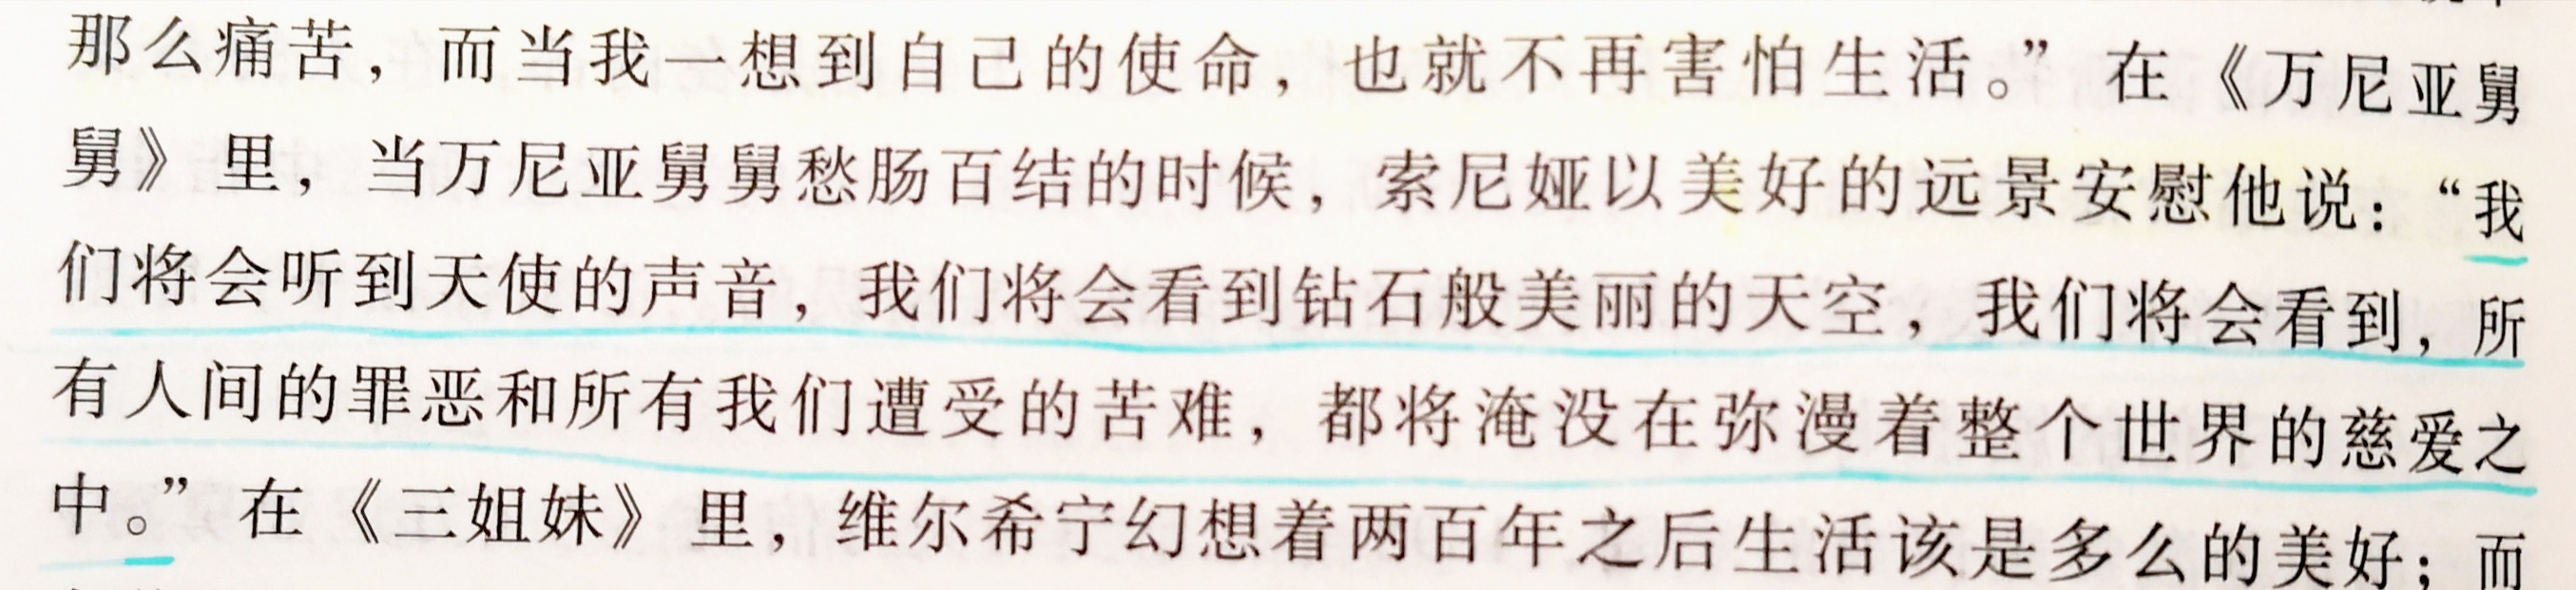 那么痛苦，而当我一想到自己的使命，也就不再害怕生活。”在《万尼亚舅
舅》里，当万尼亚舅舅愁肠百结的时候，索尼娅以美好的远景安慰他说：“我
们将会听到天使的声音，我们将会看到钻石般美丽的天空，我们将会看到，所
有人间的罪恶和所有我们遭受的苦难，都将淹没在弥漫着整个世界的慈爱之
中。”在《三姐妹》里，维尔希宁幻想着两百年之后生活该是多么的美好；而